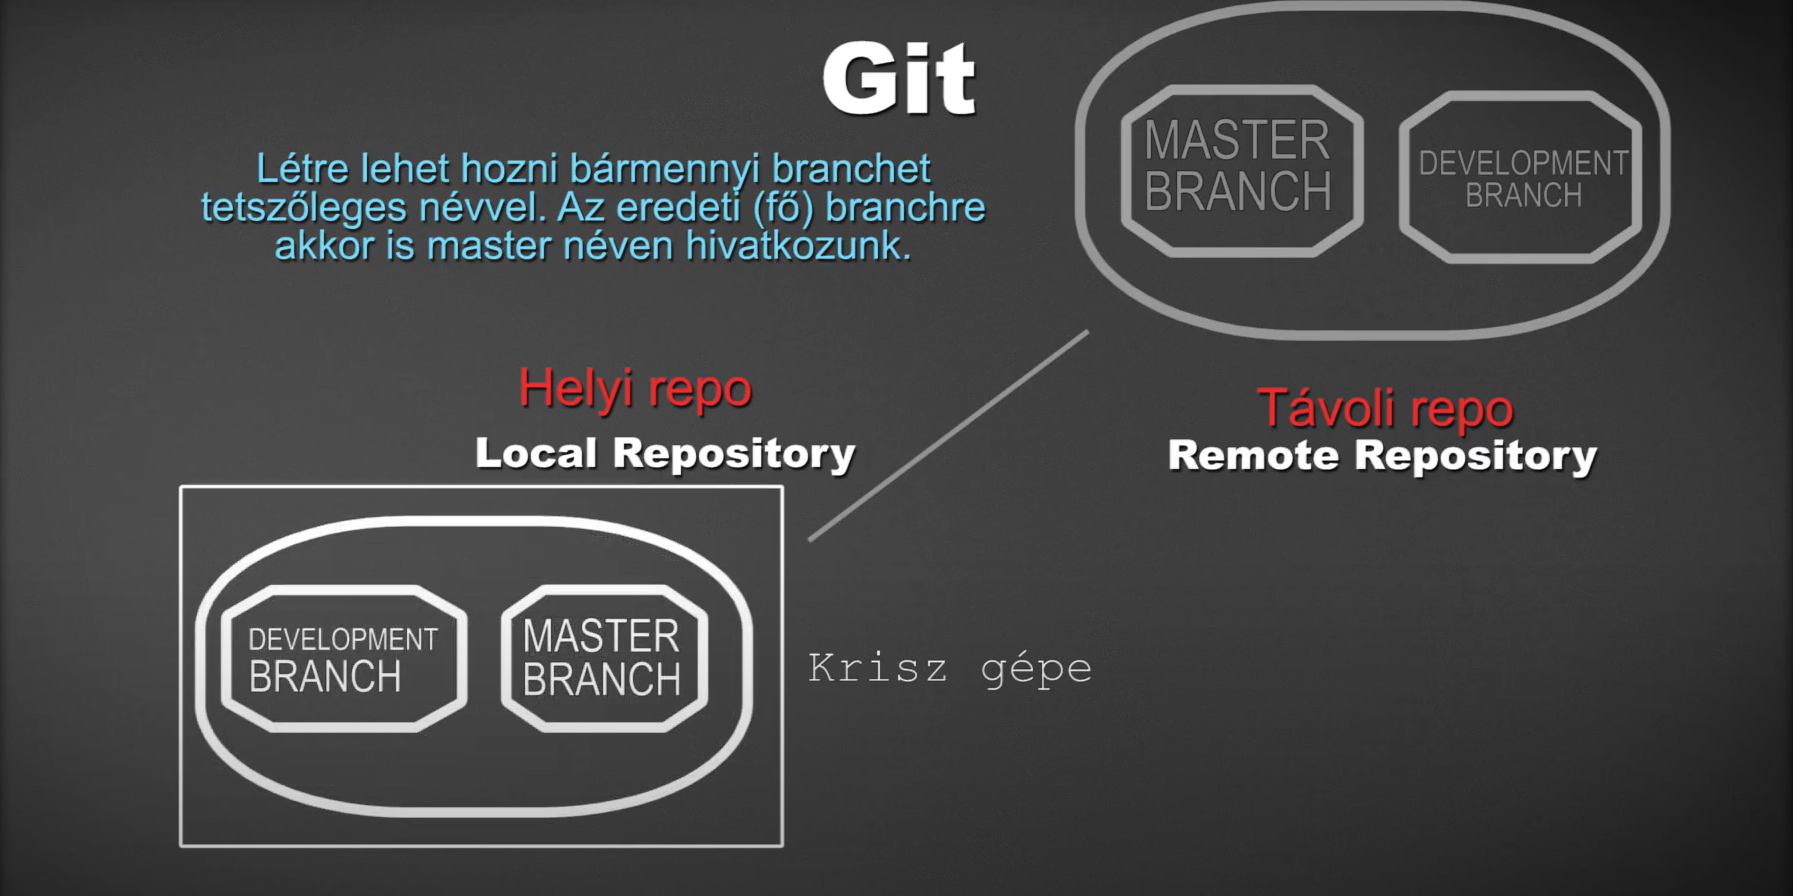 Git
Létre lehet hozni bármennyi branchet
tetszőleges névvel. Az eredeti (fő) branchre
akkor is master néven hivatkozunk.
MASTER
BRANCH
DEVELOPMENT
BRANCH
Helyi repo
Local Repository
Távoli repo
Remote Repository
DEVELOPMENT
BRANCH
MASTER
BRANCH
Krisz gépe